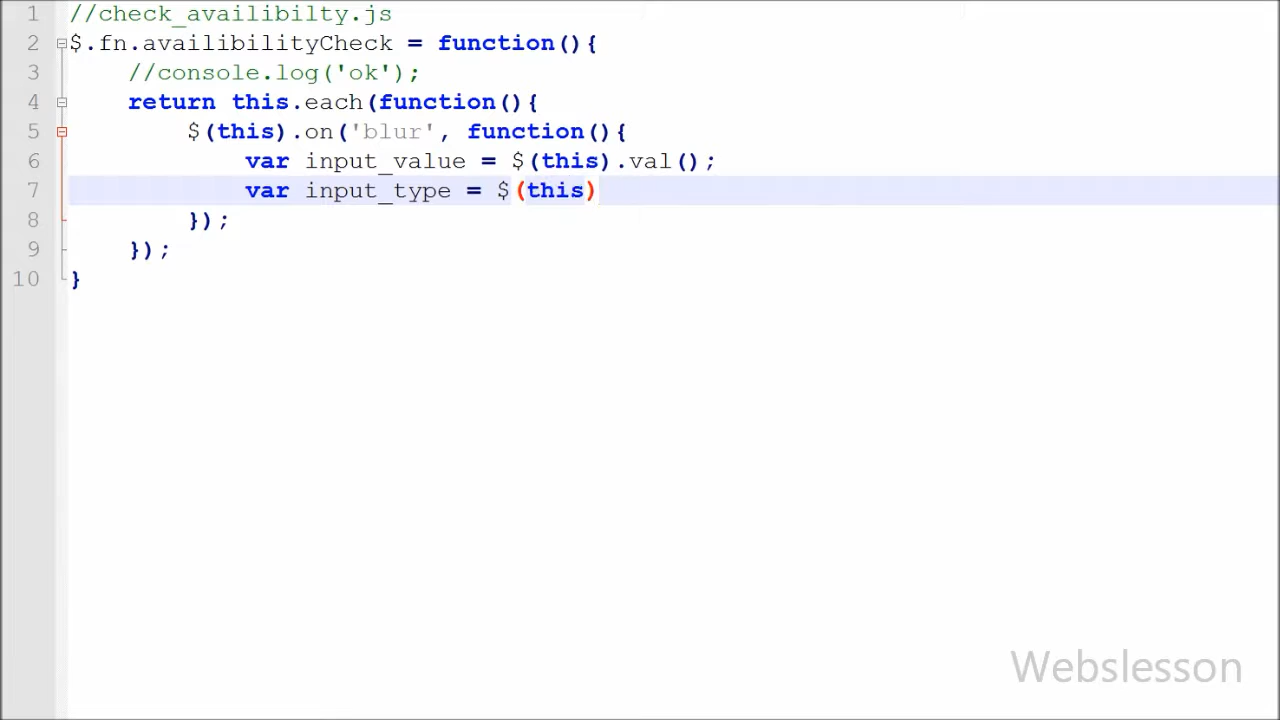 1 //check_availibilty.js
2 $.fn.availibilityCheck = function(){
3 //console.log('ok');
4 return this.each(function(){
5 $(this).on('blur', function(){
6 var input_value = $(this).val();
7 var input_type = $(this)
8 });
9 });
10 }
Webslesson